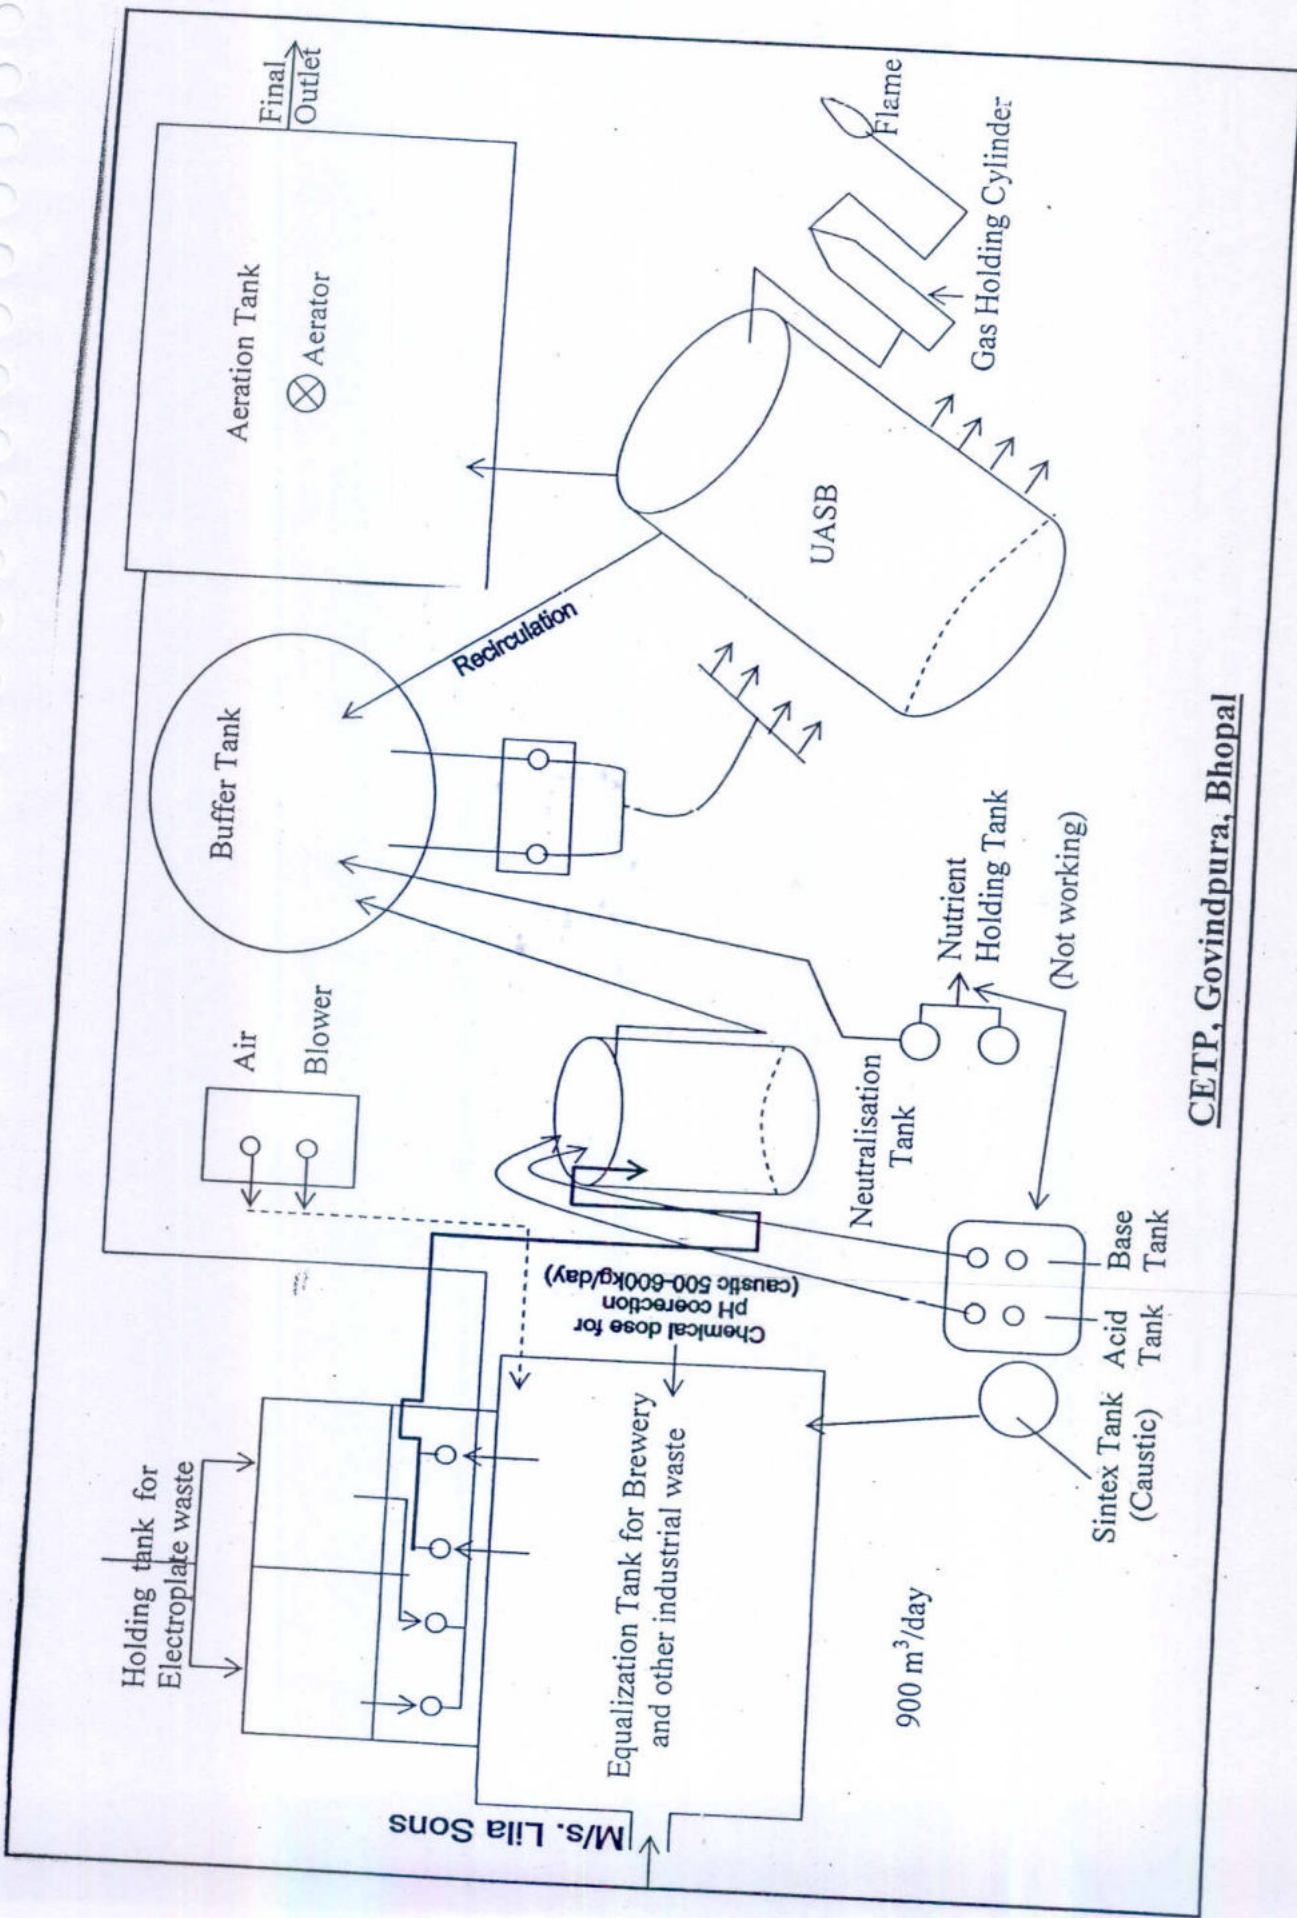 Holding tank for
Electroplate waste
Air
Blower
Buffer Tank
Aeration Tank
Aerator
Final
Outlet
M/s. Lila Sons
Equalization Tank for Brewery
and other industrial waste
Chemical dose for
pH coerection
(caustic 500-600kg/day)
Recirculation
UASB
Flame
Gas Holding Cylinder
900 m³/day
Neutralisation
Tank
Nutrient
Holding Tank
(Not working)
Sintex Tank
(Caustic)
Acid
Tank
Base
Tank
CETP, Govindpura, Bhopal